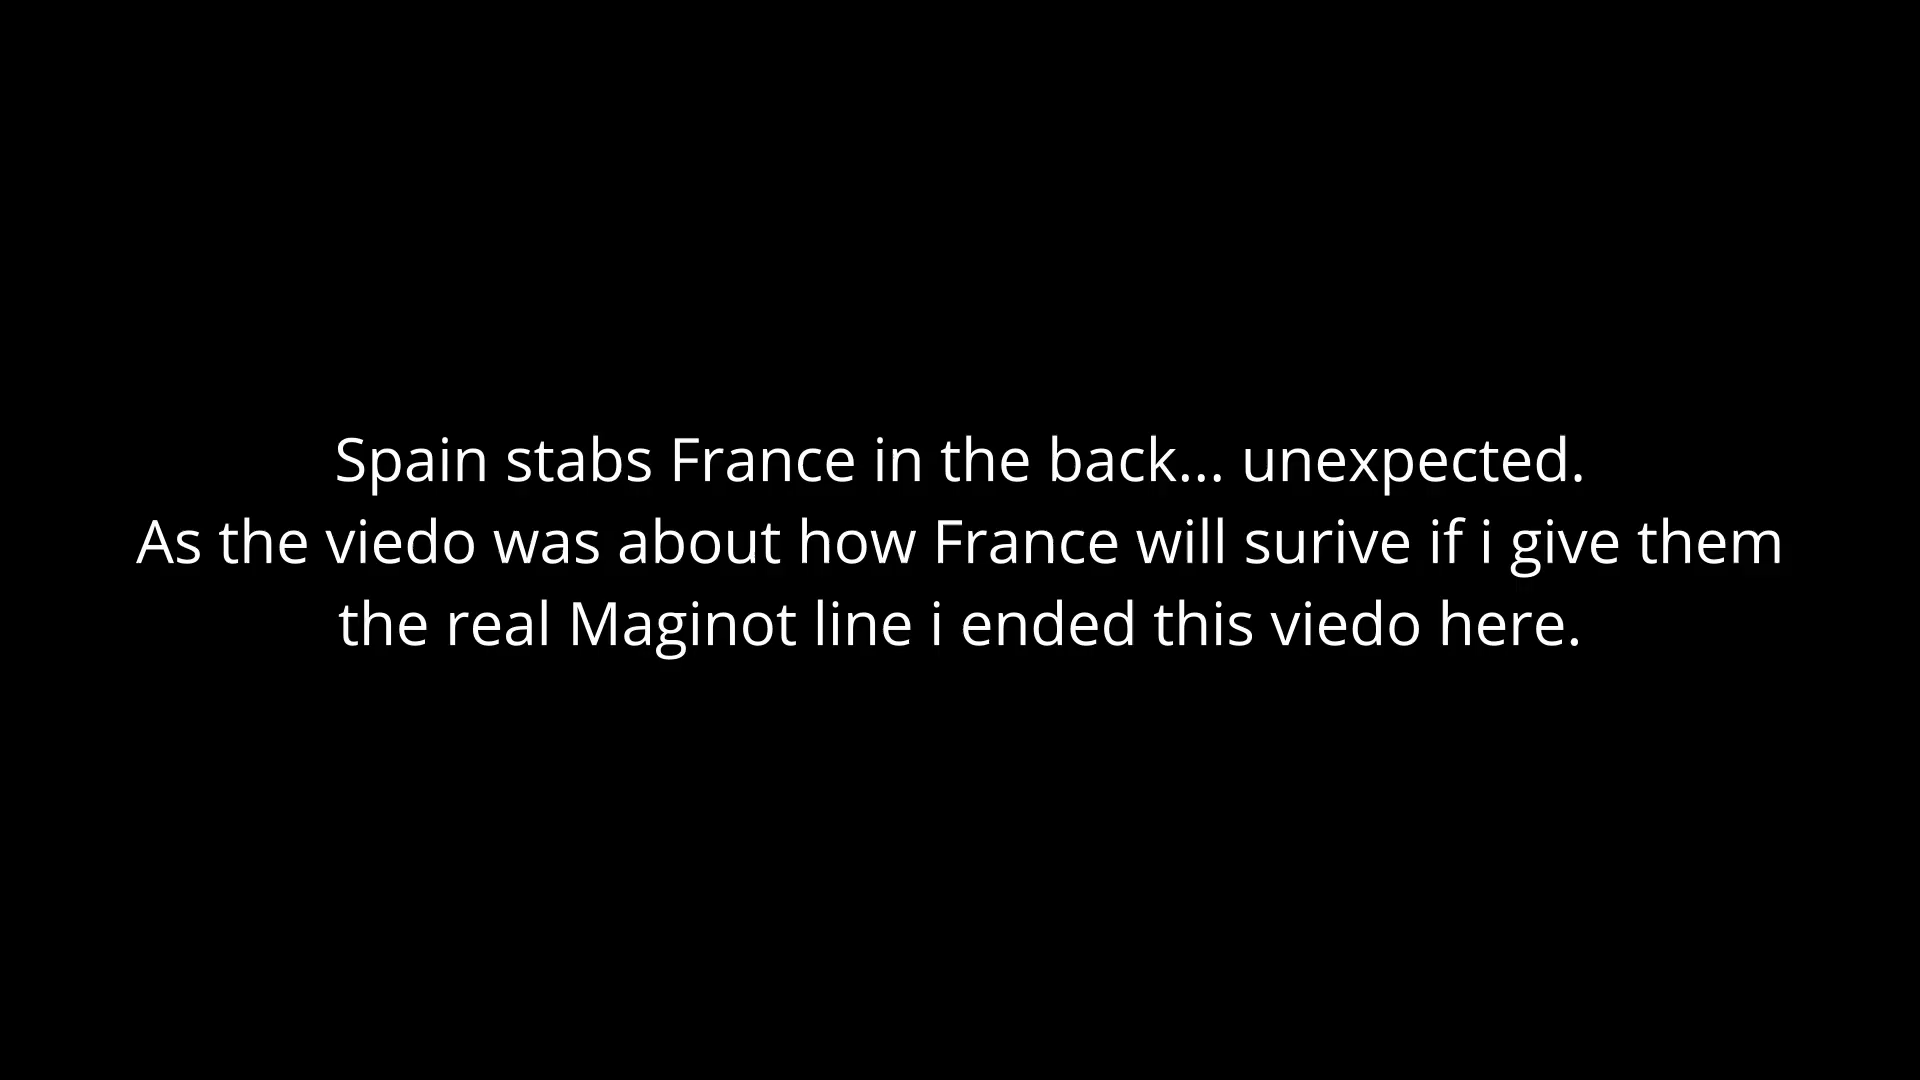 Spain stabs France in the back... unexpected.
As the viedo was about how France will surive if i give them
the real Maginot line i ended this viedo here.